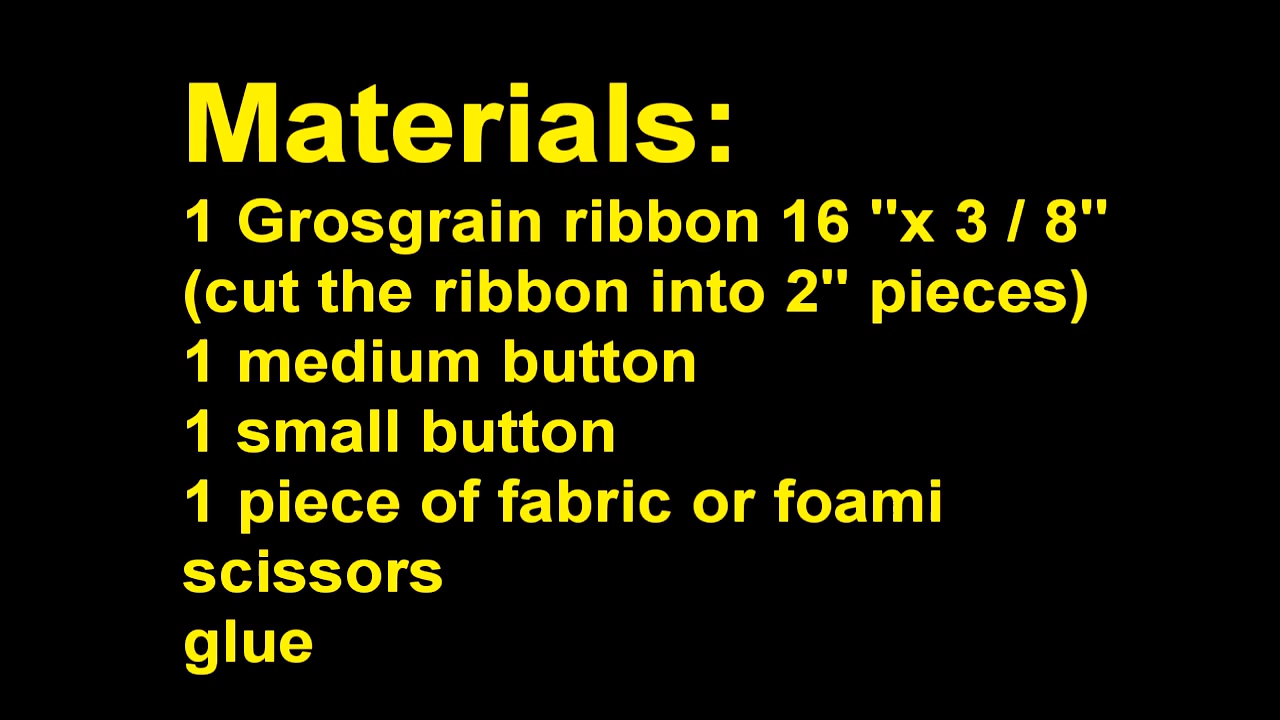 Materials:
1 Grosgrain ribbon 16 "x 3 / 8"
(cut the ribbon into 2" pieces)
1 medium button
1 small button
1 piece of fabric or foami
scissors
glue